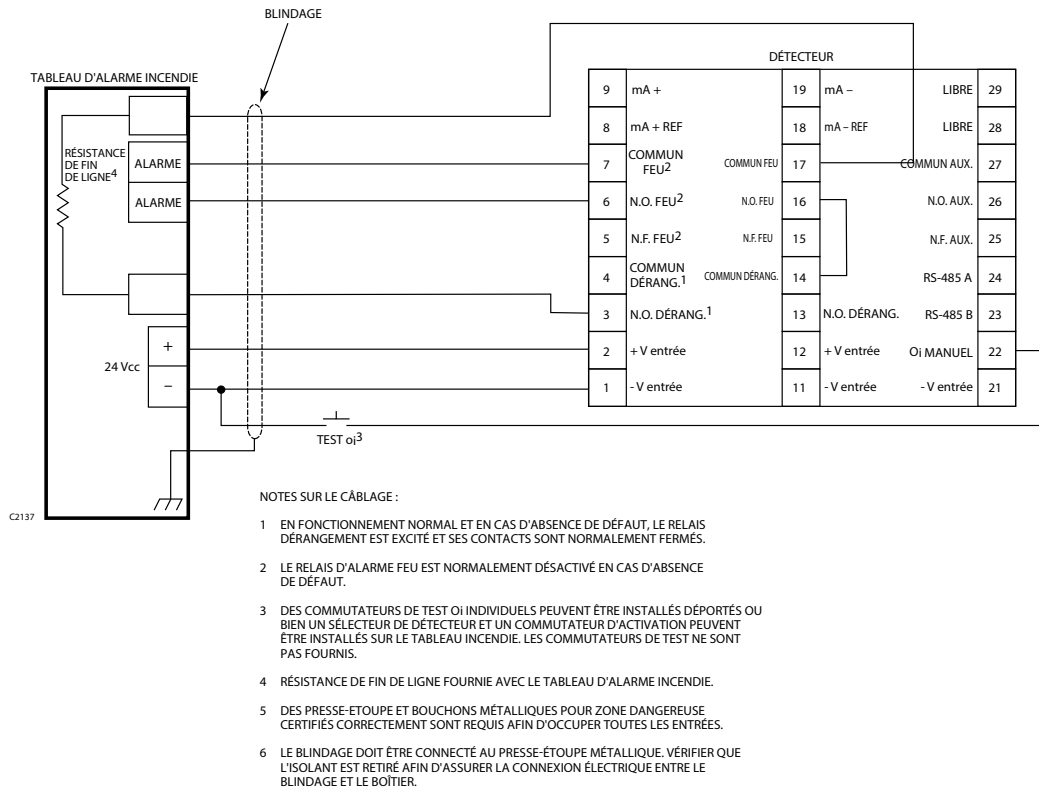 BLINDAGE
TABLEAU D'ALARME INCENDIE
RÉSISTANCE
DE FIN
DE LIGNE4
ALARME
ALARME
24 Vcc
+
–
TEST oi3
C2137
DÉTECTEUR
9 mA + 19 mA – LIBRE 29
8 mA + REF 18 mA – REF LIBRE 28
7 COMMUN
FEU2 COMMUN FEU 17 COMMUN AUX. 27
6 N.O. FEU2 N.O. FEU 16 N.O. AUX. 26
5 N.F. FEU2 N.F. FEU 15 N.F. AUX. 25
4 COMMUN
DÉRANG.1 COMMUN DÉRANG. 14 RS-485 A 24
3 N.O. DÉRANG.1 13 N.O. DÉRANG. RS-485 B 23
2 + V entrée 12 + V entrée Oi MANUEL 22
1 - V entrée 11 - V entrée - V entrée 21
NOTES SUR LE CÂBLAGE :
1 EN FONCTIONNEMENT NORMAL ET EN CAS D'ABSENCE DE DÉFAUT, LE RELAIS
DÉRANGEMENT EST EXCITÉ ET SES CONTACTS SONT NORMALEMENT FERMÉS.
2 LE RELAIS D'ALARME FEU EST NORMALEMENT DÉSACTIVÉ EN CAS D'ABSENCE
DE DÉFAUT.
3 DES COMMUTATEURS DE TEST Oi INDIVIDUELS PEUVENT ÊTRE INSTALLÉS DÉPORTÉS OU
BIEN UN SÉLECTEUR DE DÉTECTEUR ET UN COMMUTATEUR D'ACTIVATION PEUVENT
ÊTRE INSTALLÉS SUR LE TABLEAU INCENDIE. LES COMMUTATEURS DE TEST NE SONT
PAS FOURNIS.
4 RÉSISTANCE DE FIN DE LIGNE FOURNIE AVEC LE TABLEAU D'ALARME INCENDIE.
5 DES PRESSE-ETOUPE ET BOUCHONS MÉTALLIQUES POUR ZONE DANGEREUSE
CERTIFIÉS CORRECTEMENT SONT REQUIS AFIN D'OCCUPER TOUTES LES ENTRÉES.
6 LE BLINDAGE DOIT ÊTRE CONNECTÉ AU PRESSE-ÉTOUPE MÉTALLIQUE. VÉRIFIER QUE
L'ISOLANT EST RETIRÉ AFIN D'ASSURER LA CONNEXION ÉLECTRIQUE ENTRE LE
BLINDAGE ET LE BOÎTIER.